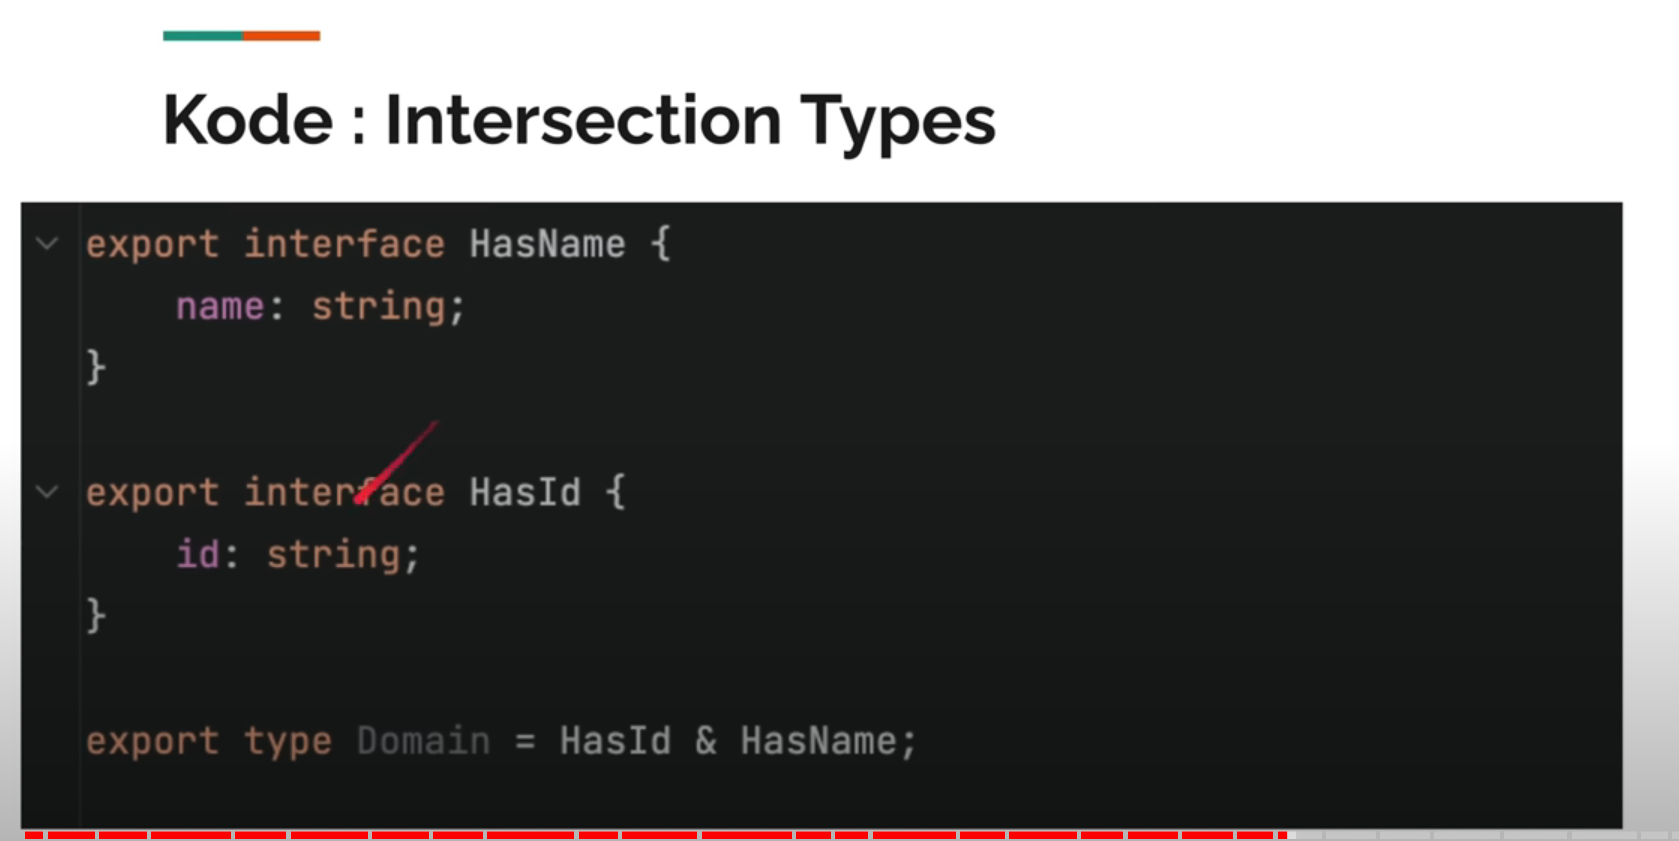 Kode : Intersection Types
export interface HasName {
name: string;
}
export interface HasId {
id: string;
}
export type Domain = HasId & HasName;